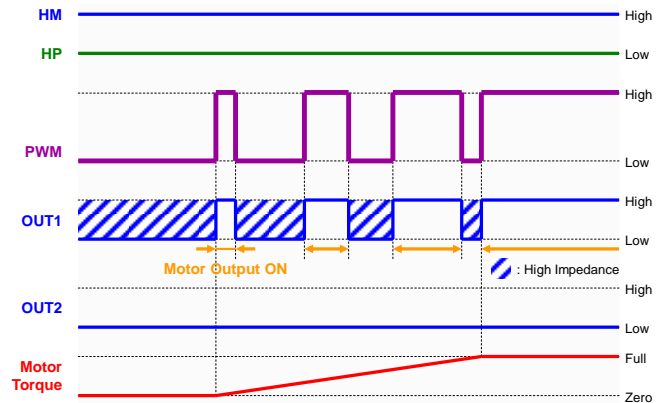 HM
High
HP
Low
High
PWM
Low
High
OUT1
Low
Motor Output ON
: High Impedance
High
OUT2
Low
Full
Motor
Torque
Zero